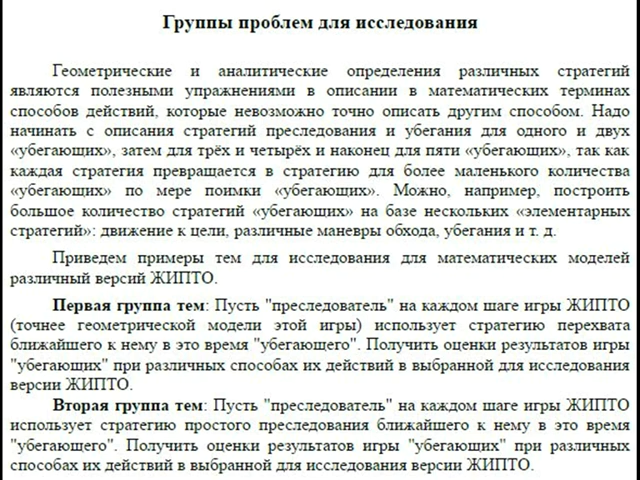 Группы проблем для исследования
Геометрические и аналитические определения различных стратегий
являются полезными упражнениями в описании в математических терминах
способов действий, которые невозможно точно описать другим способом. Надо
начинать с описания стратегий преследования и убегания для одного и двух
«убегающих», затем для трёх и четырёх и наконец для пяти «убегающих», так как
каждая стратегия превращается в стратегию для более маленького количества
«убегающих» по мере поимки «убегающих». Можно, например, построить
большое количество стратегий «убегающих» на базе нескольких «элементарных
стратегий»: движение к цели, различные маневры обхода, убегания и т. д.
Приведем примеры тем для исследования для математических моделей
различный версий ЖИПТО.
Первая группа тем: Пусть "преследователь" на каждом шаге игры ЖИПТО
(точнее геометрической модели этой игры) использует стратегию перехвата
ближайшего к нему в это время "убегающего". Получить оценки результатов игры
"убегающих" при различных способах их действий в выбранной для исследования
версии ЖИПТО.
Вторая группа тем: Пусть "преследователь" на каждом шаге игры ЖИПТО
использует стратегию простого преследования ближайшего к нему в это время
"убегающего". Получить оценки результатов игры "убегающих" при различных
способах их действий в выбранной для исследования версии ЖИПТО.